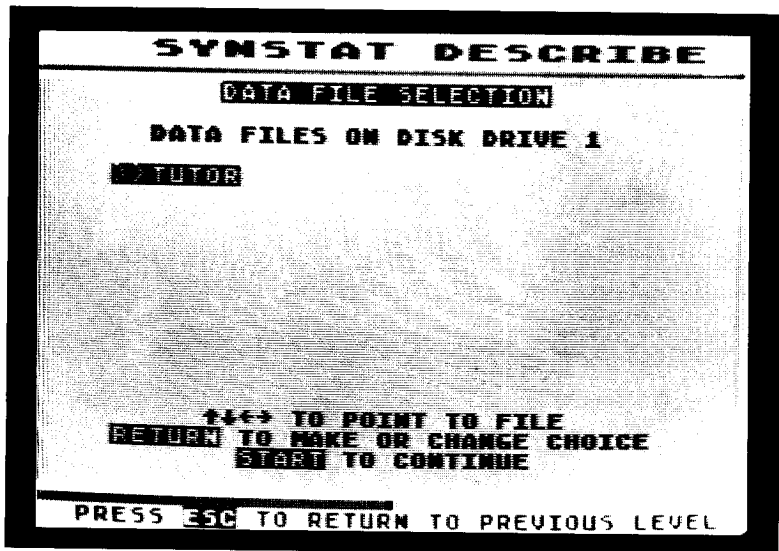 SYNSTAT DESCRIBE
DATA FILE SELECTION
DATA FILES ON DISK DRIVE 1
TUTOR
↑↓←→ TO POINT TO FILE
RETURN TO MAKE OR CHANGE CHOICE
START TO CONTINUE
PRESS ESC TO RETURN TO PREVIOUS LEVEL